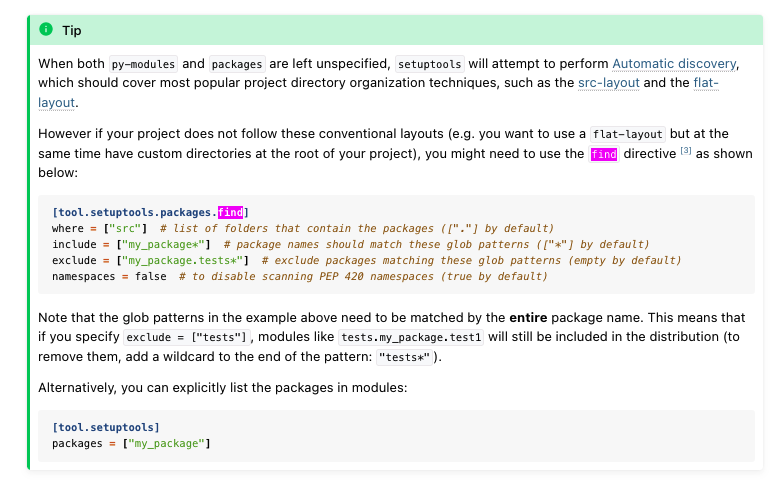 Tip
When both py-modules and packages are left unspecified, setuptools will attempt to perform Automatic discovery,
which should cover most popular project directory organization techniques, such as the src-layout and the flat-
layout.
However if your project does not follow these conventional layouts (e.g. you want to use a flat-layout but at the
same time have custom directories at the root of your project), you might need to use the find directive [3] as shown
below:
[tool.setuptools.packages.find]
where = ["src"]  # list of folders that contain the packages (["."] by default)
include = ["my_package*"]  # package names should match these glob patterns (["*"] by default)
exclude = ["my_package.tests*"]  # exclude packages matching these glob patterns (empty by default)
namespaces = false  # to disable scanning PEP 420 namespaces (true by default)
Note that the glob patterns in the example above need to be matched by the entire package name. This means that
if you specify exclude = ["tests"], modules like tests.my_package.test1 will still be included in the distribution (to
remove them, add a wildcard to the end of the pattern: "tests*").
Alternatively, you can explicitly list the packages in modules:
[tool.setuptools]
packages = ["my_package"]